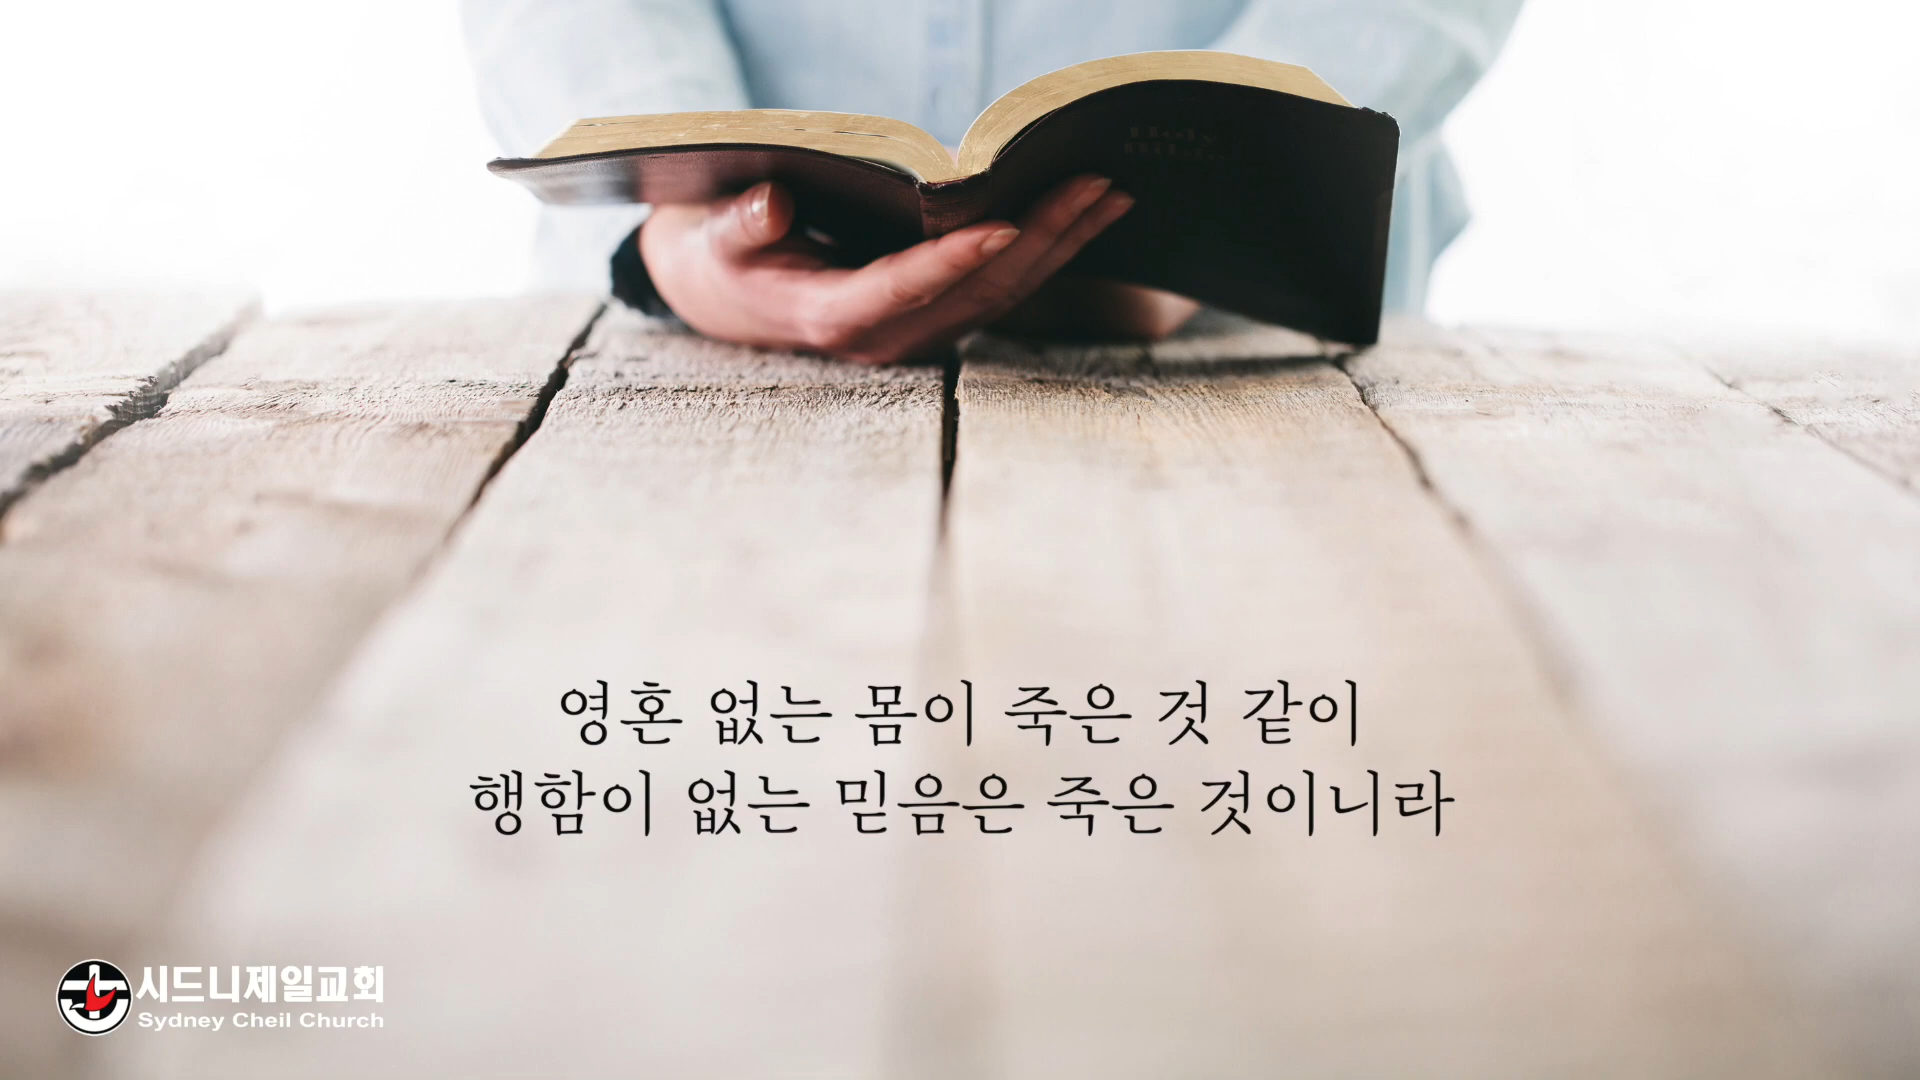 영혼 없는 몸이 죽은 것 같이
행함이 없는 믿음은 죽은 것이니라
시드니제일교회
Sydney Cheil Church